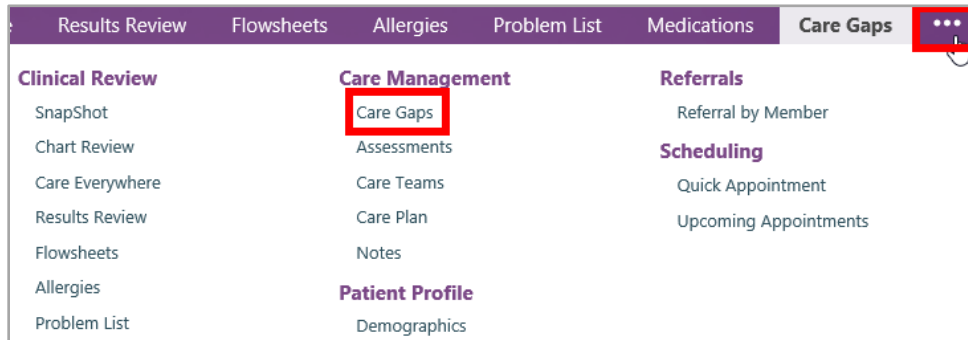 Results Review Flowsheets Allergies Problem List Medications Care Gaps •••
Clinical Review
SnapShot
Chart Review
Care Everywhere
Results Review
Flowsheets
Allergies
Problem List
Care Management
Care Gaps
Assessments
Care Teams
Care Plan
Notes
Patient Profile
Demographics
Referrals
Referral by Member
Scheduling
Quick Appointment
Upcoming Appointments